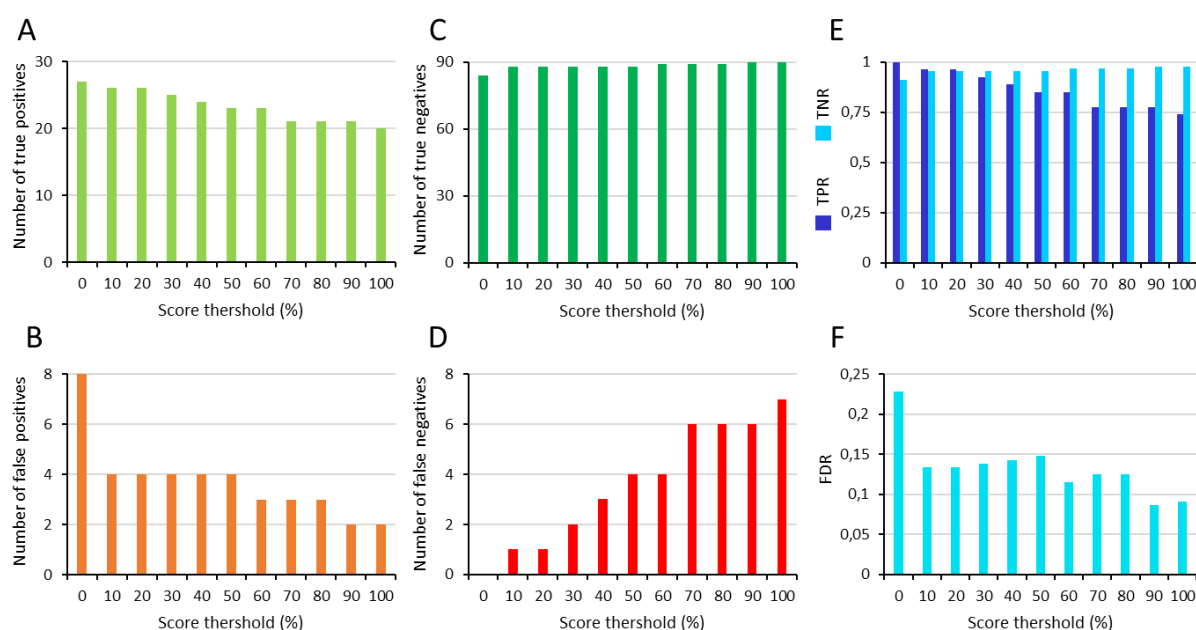 A
Number of true positives
30
20
10
0
0 10 20 30 40 50 60 70 80 90 100
Score thershold (%)
C
Number of true negatives
90
60
30
0
0 10 20 30 40 50 60 70 80 90 100
Score thershold (%)
E
TNR
TPR
1
0,75
0,5
0,25
0
0 10 20 30 40 50 60 70 80 90 100
Score thershold (%)
B
Number of false positives
8
6
4
2
0
0 10 20 30 40 50 60 70 80 90 100
Score thershold (%)
D
Number of false negatives
8
6
4
2
0
0 10 20 30 40 50 60 70 80 90 100
Score thershold (%)
F
FDR
0,25
0,2
0,15
0,1
0,05
0
0 10 20 30 40 50 60 70 80 90 100
Score thershold (%)